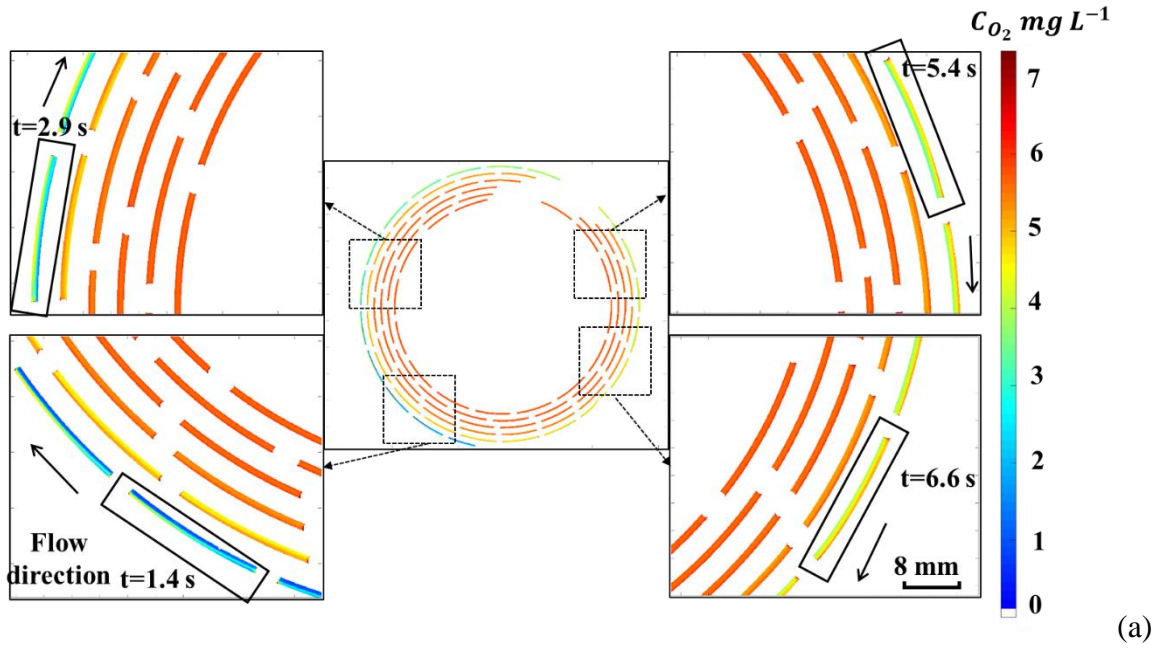 C_{O_2} mg L^{-1}
t=2.9 s
t=5.4 s
7
6
5
4
3
2
1
0
Flow
direction
t=1.4 s
t=6.6 s
8 mm
(a)